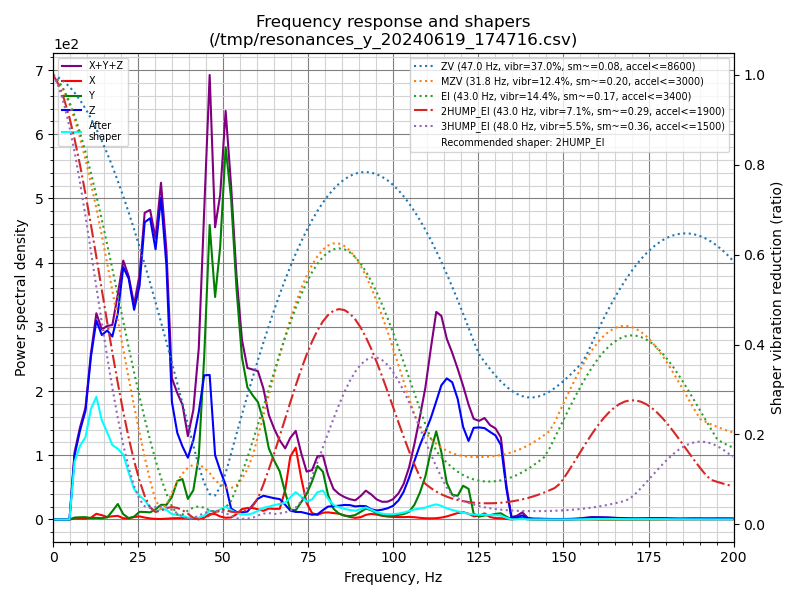 Frequency response and shapers
(/tmp/resonances_y_20240619_174716.csv)
1e2
X+Y+Z
X
Y
Z
After
shaper
ZV (47.0 Hz, vibr=37.0%, sm~=0.08, accel<=8600)
MZV (31.8 Hz, vibr=12.4%, sm~=0.20, accel<=3000)
EI (43.0 Hz, vibr=14.4%, sm~=0.17, accel<=3400)
2HUMP_EI (43.0 Hz, vibr=7.1%, sm~=0.29, accel<=1900)
3HUMP_EI (48.0 Hz, vibr=5.5%, sm~=0.36, accel<=1500)
Recommended shaper: 2HUMP_EI
Power spectral density
7
6
5
4
3
2
1
0
1.0
0.8
0.6
0.4
0.2
0.0
Shaper vibration reduction (ratio)
0 25 50 75 100 125 150 175 200
Frequency, Hz